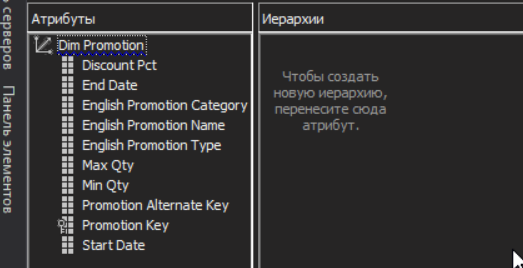 Атрибуты
Dim Promotion
Discount Pct
End Date
English Promotion Category
English Promotion Name
English Promotion Type
Max Qty
Min Qty
Promotion Alternate Key
Promotion Key
Start Date
Иерархии
Чтобы создать
новую иерархию,
перенесите сюда
атрибут.
серверов
Панель элементов